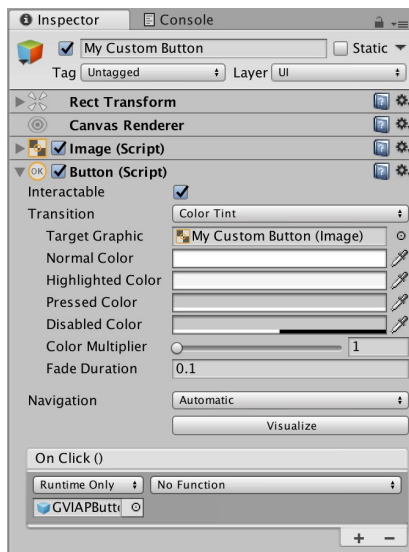 Inspector Console
My Custom Button Static
Tag Untagged Layer UI
Rect Transform
Canvas Renderer
Image (Script)
OK Button (Script)
Interactable
Transition Color Tint
Target Graphic My Custom Button (Image)
Normal Color
Highlighted Color
Pressed Color
Disabled Color
Color Multiplier 1
Fade Duration 0.1
Navigation Automatic
Visualize
On Click ()
Runtime Only No Function
GVIAPButt
+ −